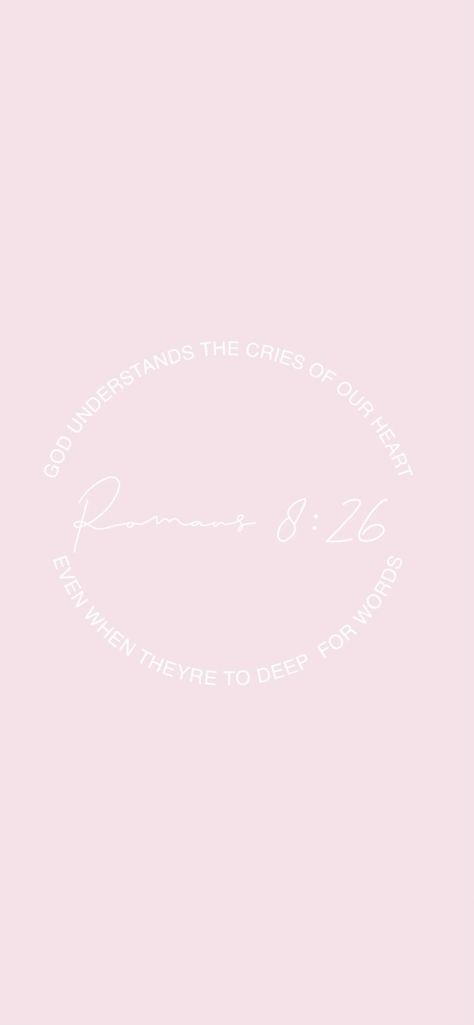 GOD UNDERSTANDS THE CRIES OF OUR HEART
Romans 8:26
EVEN WHEN THEYRE TO DEEP FOR WORDS